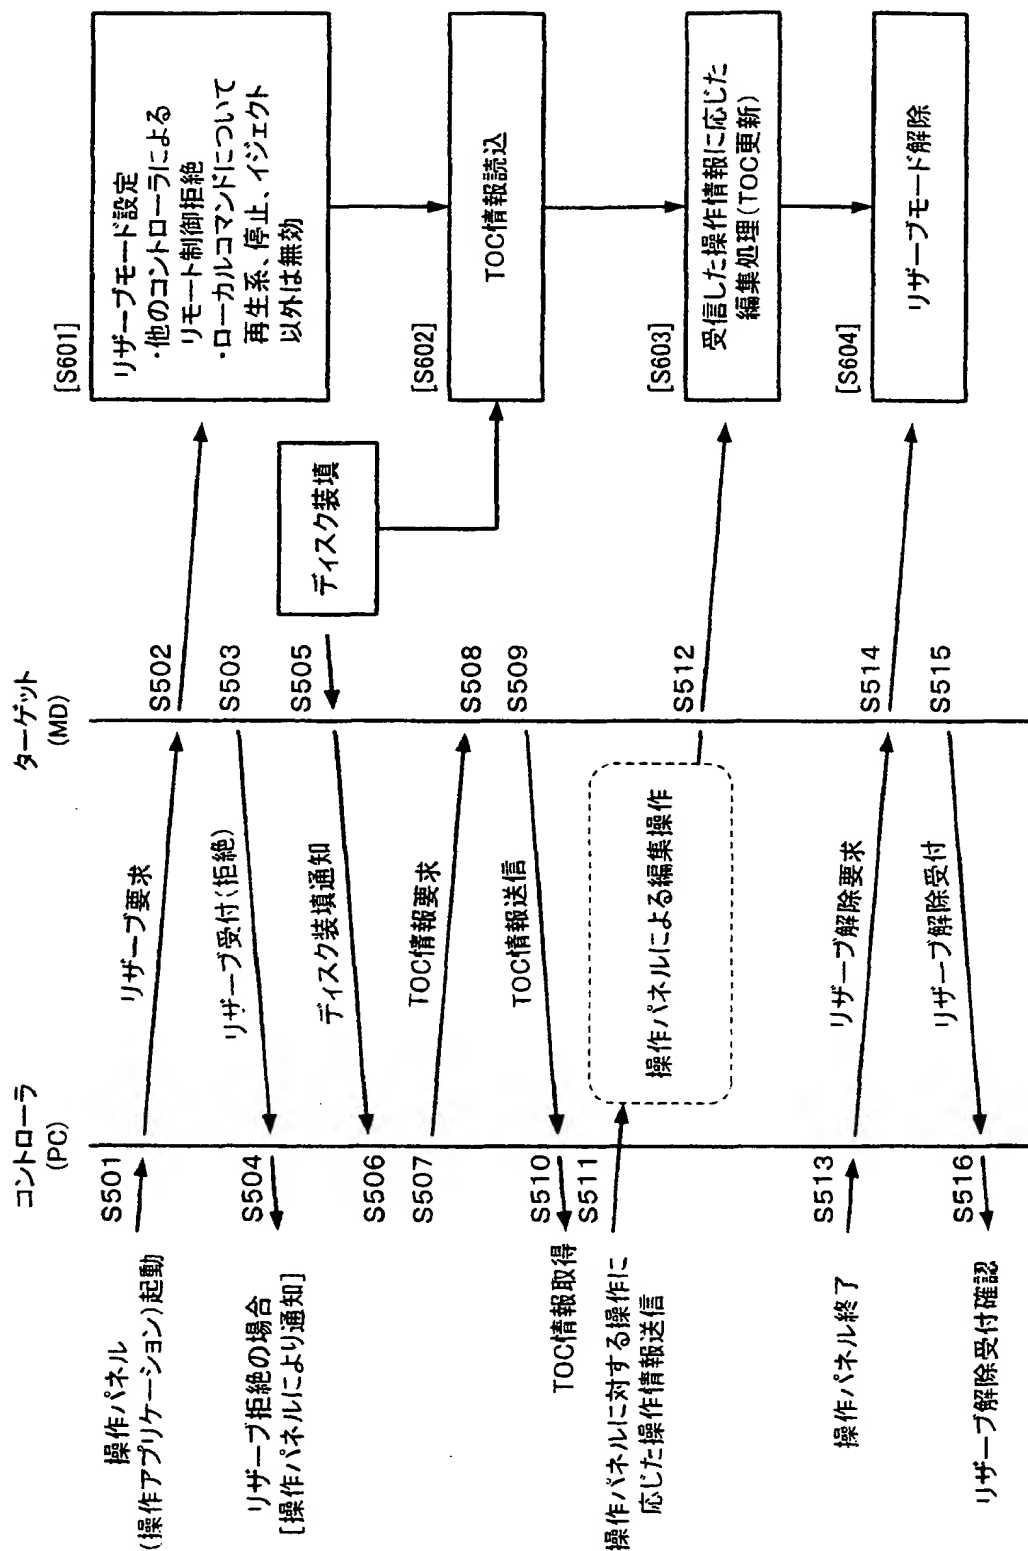 コントローラ
(PC)
ターゲット
(MD)
操作パネル
(操作アプリケーション)起動
S501
リザーブ要求
S502
[S601]
リザーブモード設定
・他のコントローラによる
リモート制御拒絶
・ローカルコマンドについて
再生系、停止、イジェクト
以外は無効
S503
リザーブ受付(拒絶)
S504
リザーブ拒絶の場合
[操作パネルにより通知]
ディスク装填
S505
ディスク装填通知
S506
[S602]
TOC情報読込
S507
TOC情報要求
S508
S509
TOC情報送信
S510
TOC情報取得
S511
操作パネルに対する操作に
応じた操作情報送信
操作パネルによる編集操作
S512
[S603]
受信した操作情報に応じた
編集処理(TOC更新)
操作パネル終了
S513
リザーブ解除要求
S514
[S604]
リザーブモード解除
S515
リザーブ解除受付
S516
リザーブ解除受付確認